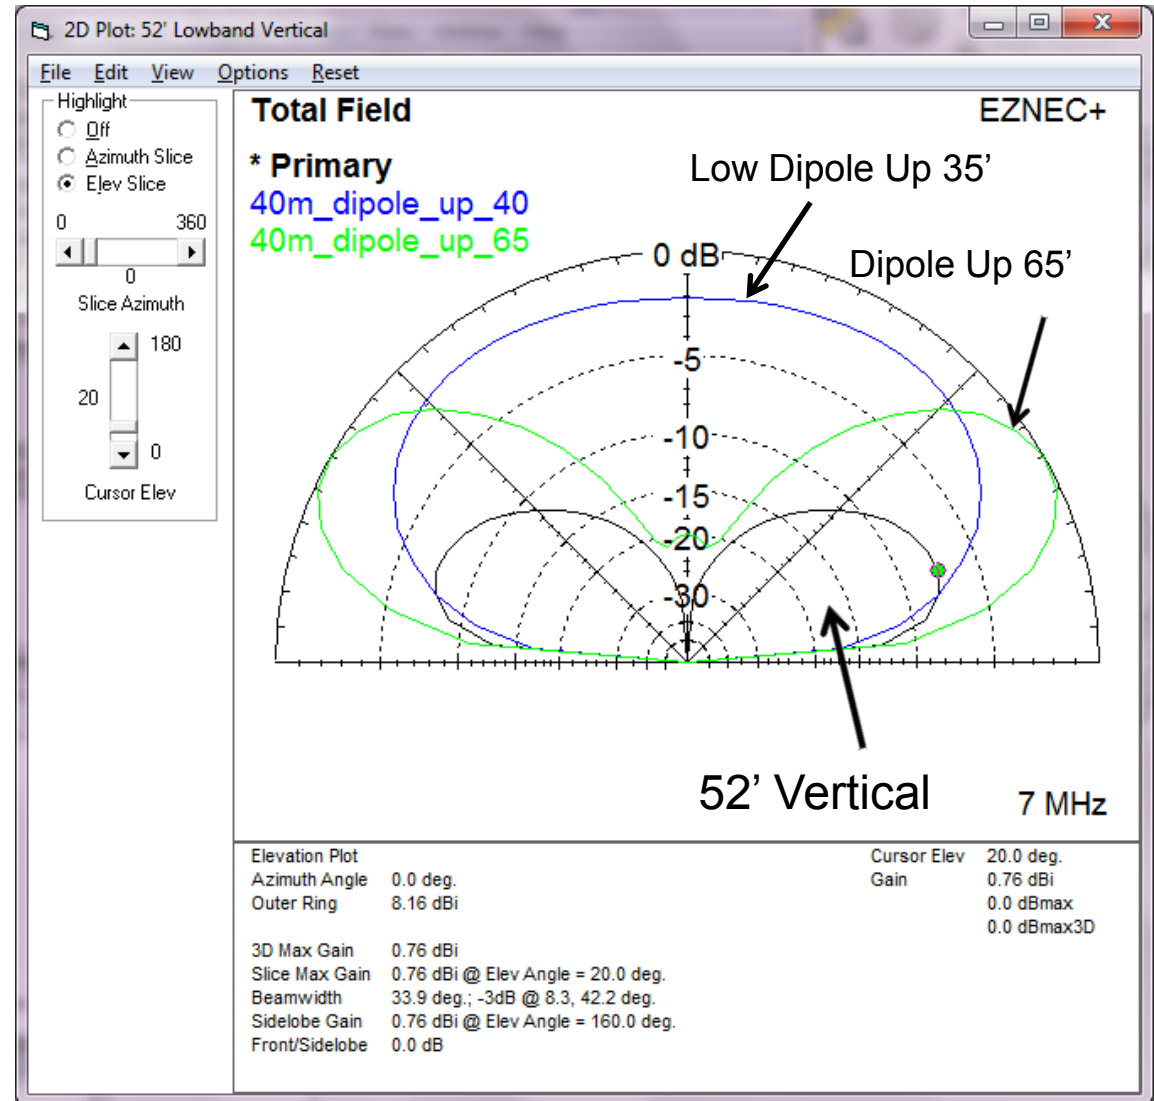 2D Plot: 52' Lowband Vertical
File Edit View Options Reset
Highlight
Off
Azimuth Slice
Elev Slice
0 360
0
Slice Azimuth
180
20
0
Cursor Elev
Total Field
EZNEC+
* Primary
40m_dipole_up_40
40m_dipole_up_65
Low Dipole Up 35’
Dipole Up 65’
0 dB
-5
-10
-15
-20
-30
52’ Vertical
7 MHz
Elevation Plot
Azimuth Angle 0.0 deg.
Outer Ring 8.16 dBi
3D Max Gain 0.76 dBi
Slice Max Gain 0.76 dBi @ Elev Angle = 20.0 deg.
Beamwidth 33.9 deg.; -3dB @ 8.3, 42.2 deg.
Sidelobe Gain 0.76 dBi @ Elev Angle = 160.0 deg.
Front/Sidelobe 0.0 dB
Cursor Elev 20.0 deg.
Gain 0.76 dBi
0.0 dBmax
0.0 dBmax3D